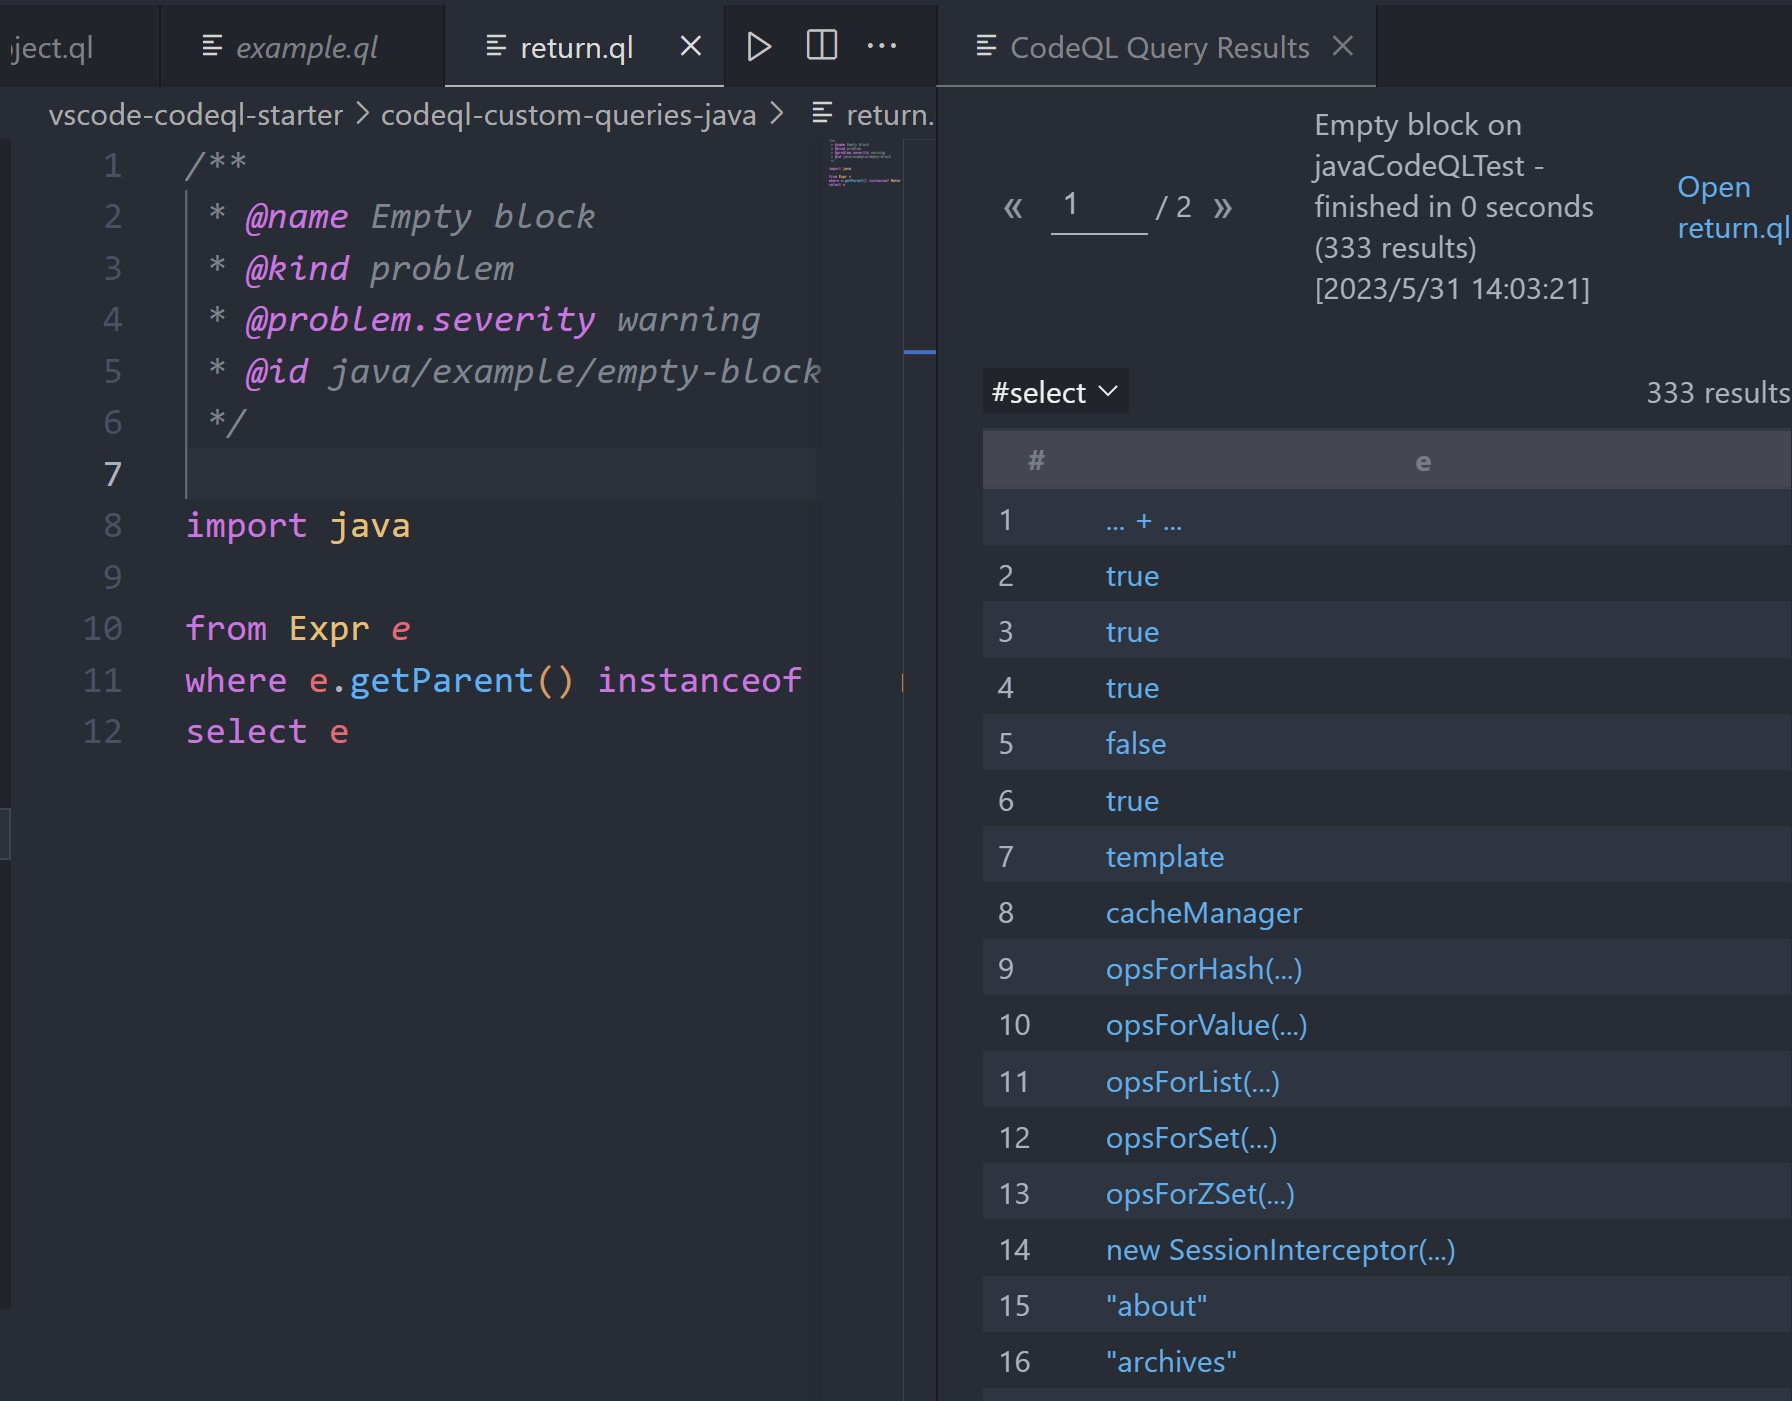 ject.ql
example.ql
return.ql
CodeQL Query Results
vscode-codeql-starter > codeql-custom-queries-java > return.
1 /**
2 * @name Empty block
3 * @kind problem
4 * @problem.severity warning
5 * @id java/example/empty-block
6 */
7
8 import java
9
10 from Expr e
11 where e.getParent() instanceof
12 select e
« 1 / 2 »
Empty block on
javaCodeQLTest -
finished in 0 seconds
(333 results)
[2023/5/31 14:03:21]
Open
return.ql
#select
333 results
# e
1 ... + ...
2 true
3 true
4 true
5 false
6 true
7 template
8 cacheManager
9 opsForHash(...)
10 opsForValue(...)
11 opsForList(...)
12 opsForSet(...)
13 opsForZSet(...)
14 new SessionInterceptor(...)
15 "about"
16 "archives"